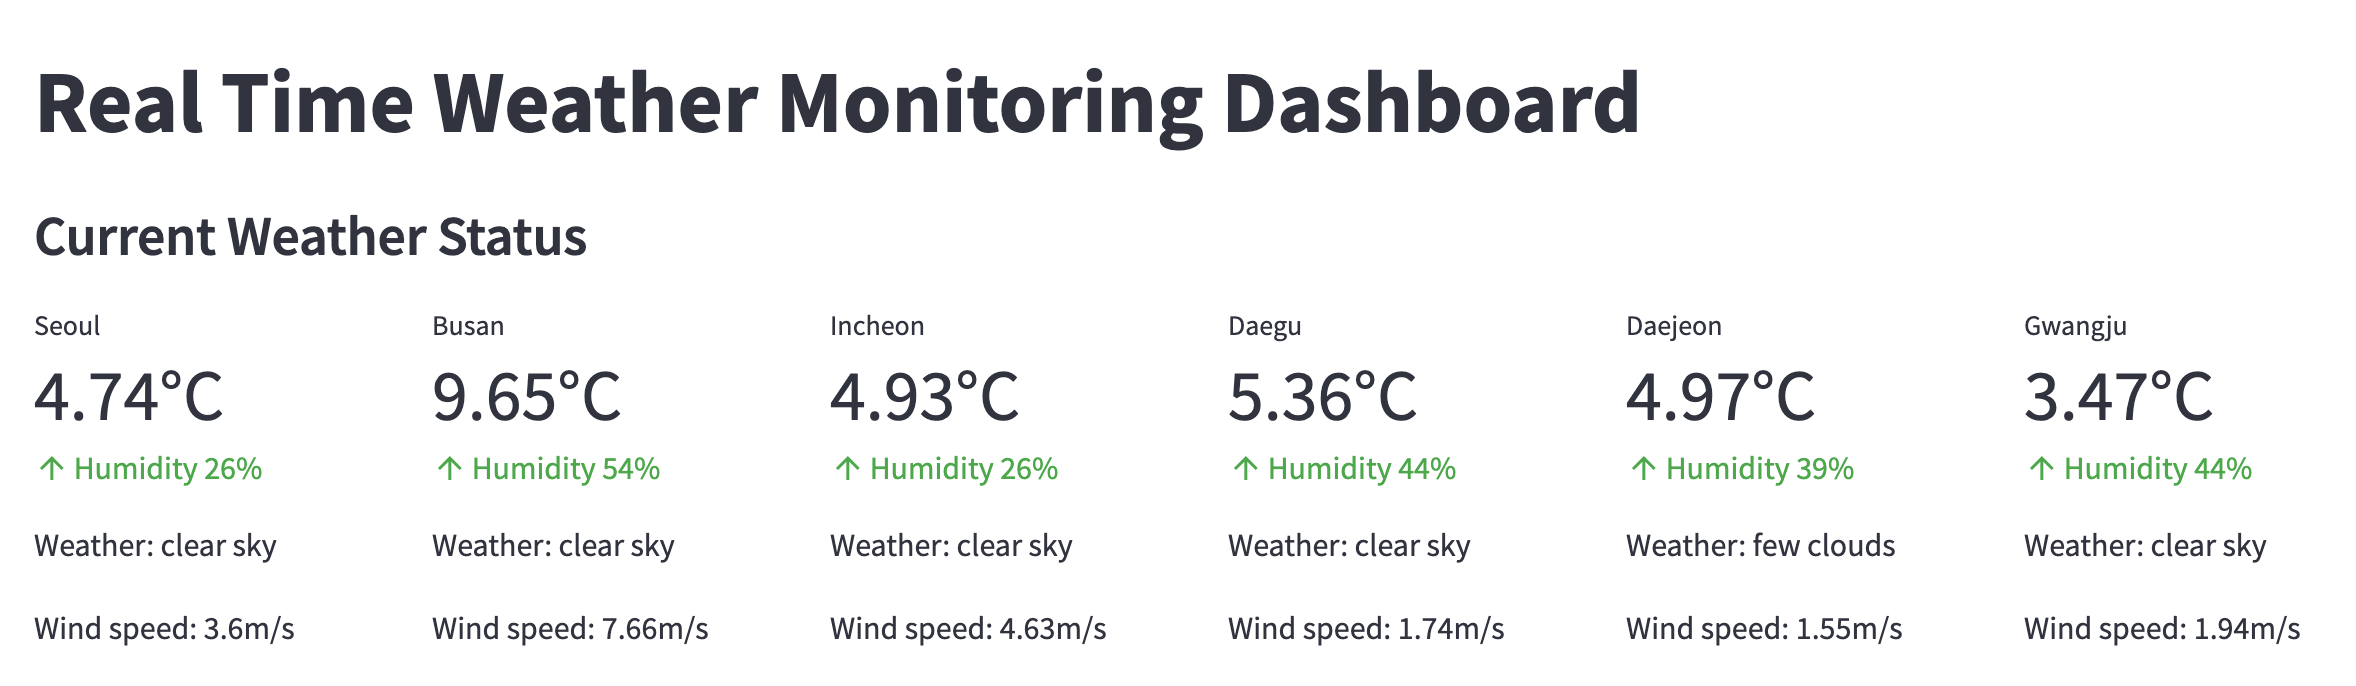 Real Time Weather Monitoring Dashboard
Current Weather Status
Seoul
4.74°C
↑ Humidity 26%
Weather: clear sky
Wind speed: 3.6m/s
Busan
9.65°C
↑ Humidity 54%
Weather: clear sky
Wind speed: 7.66m/s
Incheon
4.93°C
↑ Humidity 26%
Weather: clear sky
Wind speed: 4.63m/s
Daegu
5.36°C
↑ Humidity 44%
Weather: clear sky
Wind speed: 1.74m/s
Daejeon
4.97°C
↑ Humidity 39%
Weather: few clouds
Wind speed: 1.55m/s
Gwangju
3.47°C
↑ Humidity 44%
Weather: clear sky
Wind speed: 1.94m/s